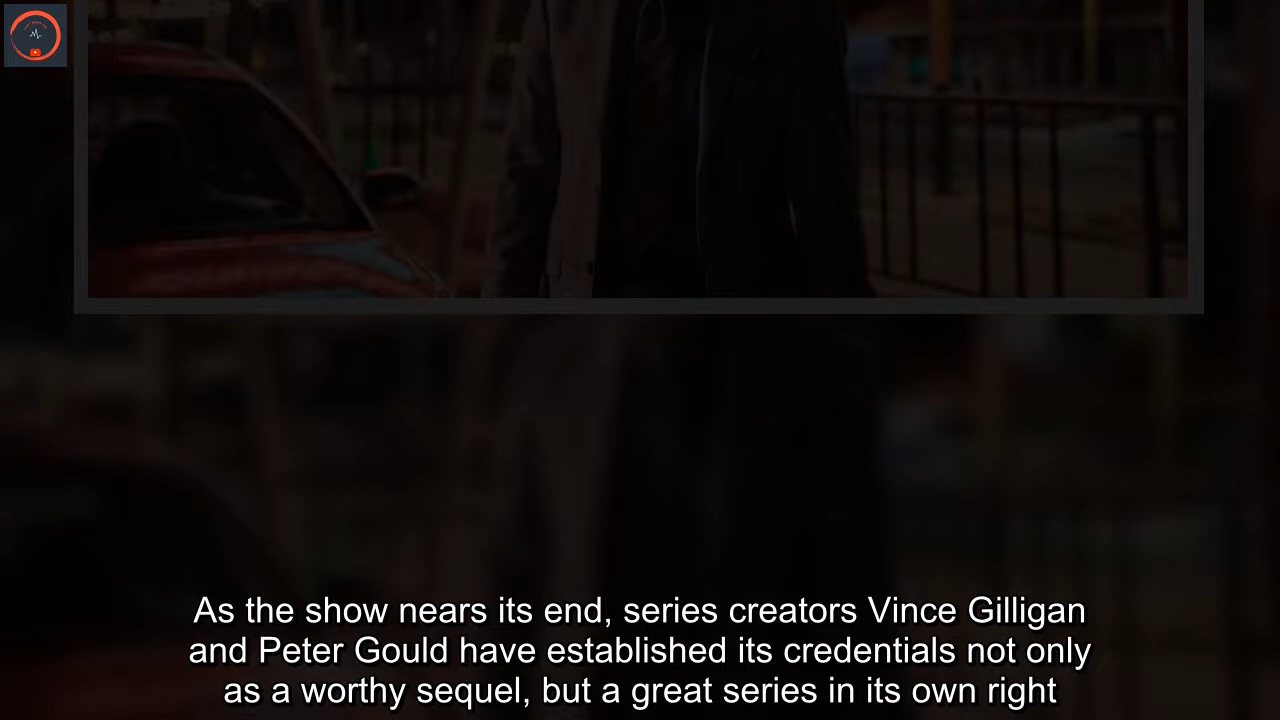 As the show nears its end, series creators Vince Gilligan
and Peter Gould have established its credentials not only
as a worthy sequel, but a great series in its own right